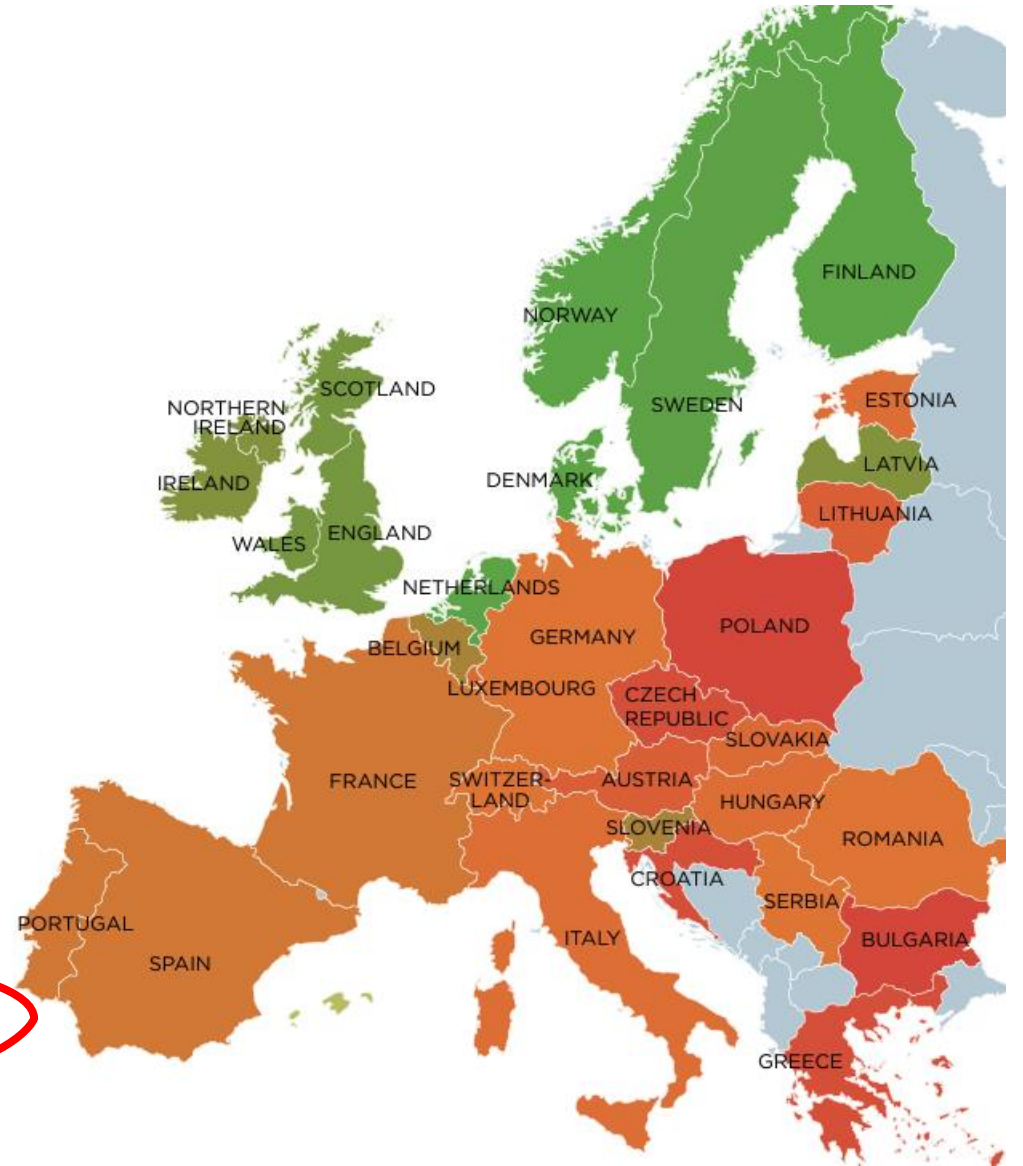 FINLAND
NORWAY
SCOTLAND
SWEDEN
ESTONIA
NORTHERN
IRELAND
LATVIA
DENMARK
IRELAND
LITHUANIA
ENGLAND
WALES
NETHERLANDS
POLAND
GERMANY
BELGIUM
LUXEMBOURG
CZECH
REPUBLIC
SLOVAKIA
FRANCE
SWITZER-
LAND
AUSTRIA
HUNGARY
SLOVENIA
ROMANIA
CROATIA
SERBIA
PORTUGAL
ITALY
BULGARIA
SPAIN
GREECE